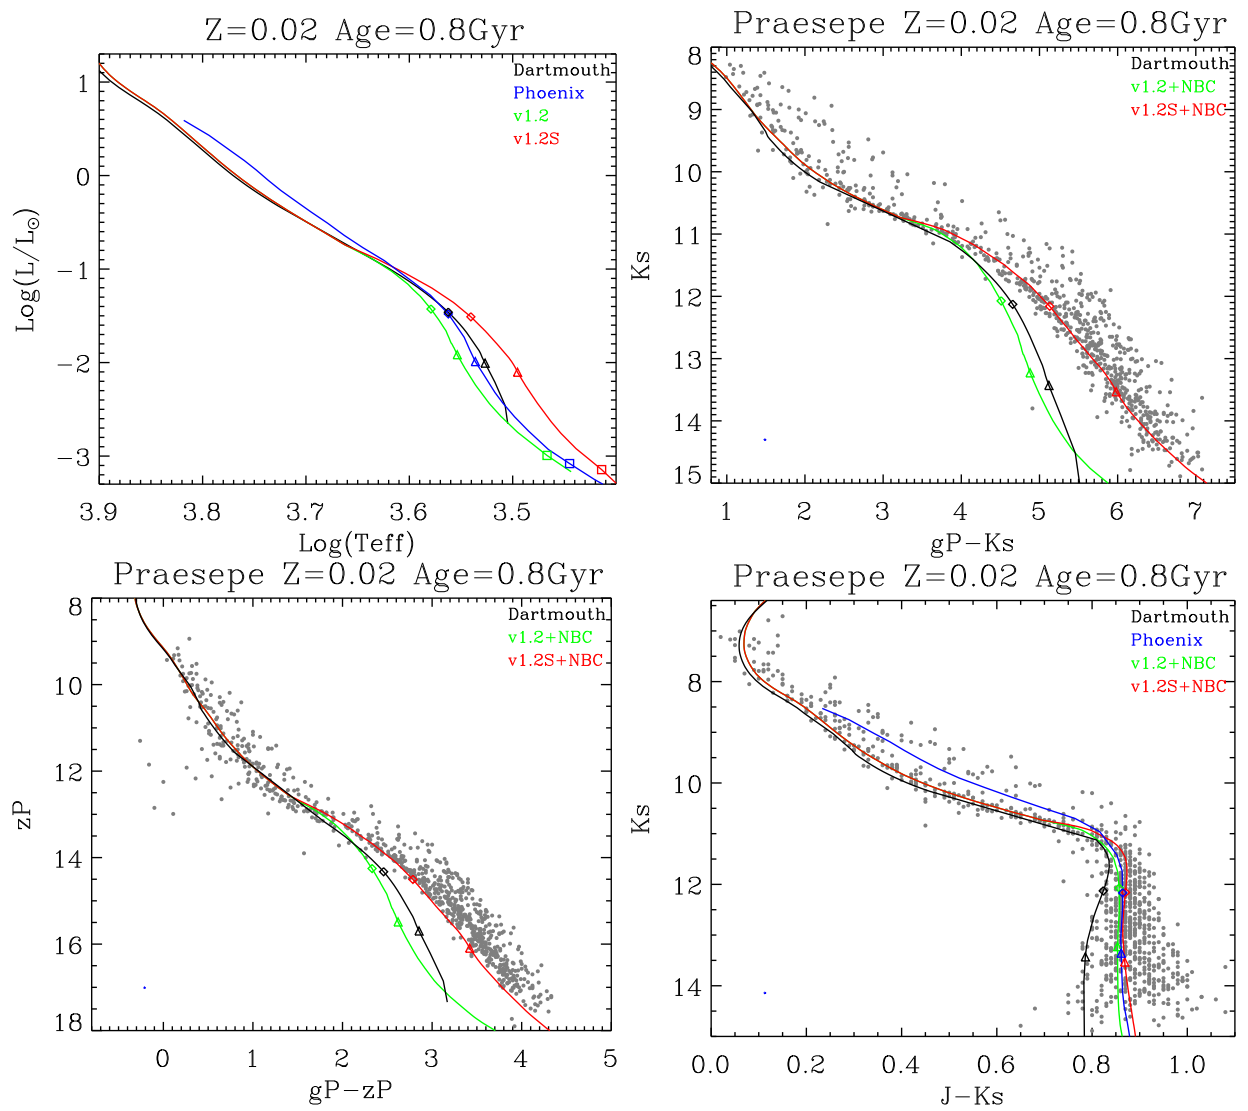 Z=0.02 Age=0.8Gyr
Dartmouth
Phoenix
v1.2
v1.2S
1
0
−1
−2
−3
Log(L/L⊙)
3.9 3.8 3.7 3.6 3.5
Log(Teff)
Praesepe Z=0.02 Age=0.8Gyr
Dartmouth
v1.2+NBC
v1.2S+NBC
8
9
10
11
12
13
14
15
Ks
1 2 3 4 5 6 7
gP−Ks
Praesepe Z=0.02 Age=0.8Gyr
Dartmouth
v1.2+NBC
v1.2S+NBC
8
10
12
14
16
18
zP
0 1 2 3 4 5
gP−zP
Praesepe Z=0.02 Age=0.8Gyr
Dartmouth
Phoenix
v1.2+NBC
v1.2S+NBC
8
10
12
14
Ks
0.0 0.2 0.4 0.6 0.8 1.0
J−Ks